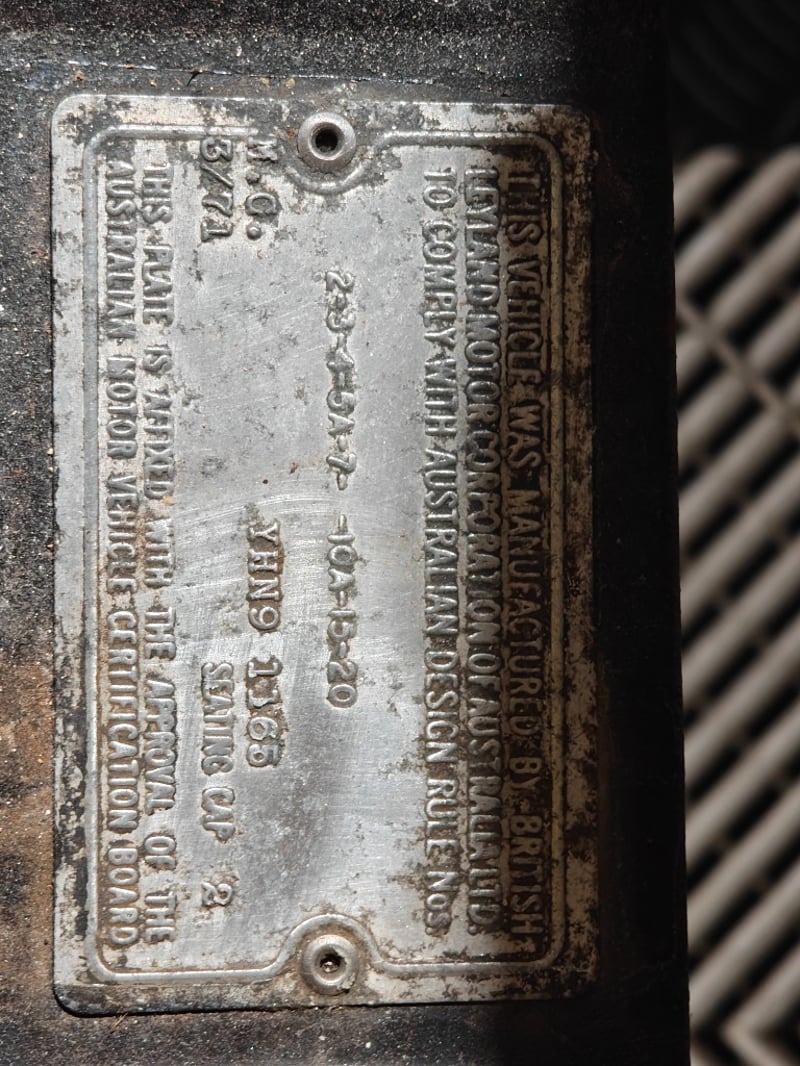 THIS VEHICLE WAS MANUFACTURED BY BRITISH
LEYLAND MOTOR CORPORATION OF AUSTRALIA LTD.
TO COMPLY WITH AUSTRALIAN DESIGN RULE Nos
2-3-4-5A-7- -10A-15-20
M.G. YHN9 1165
3/71 SEATING CAP 2
THIS PLATE IS AFFIXED WITH THE APPROVAL OF THE
AUSTRALIAN MOTOR VEHICLE CERTIFICATION BOARD